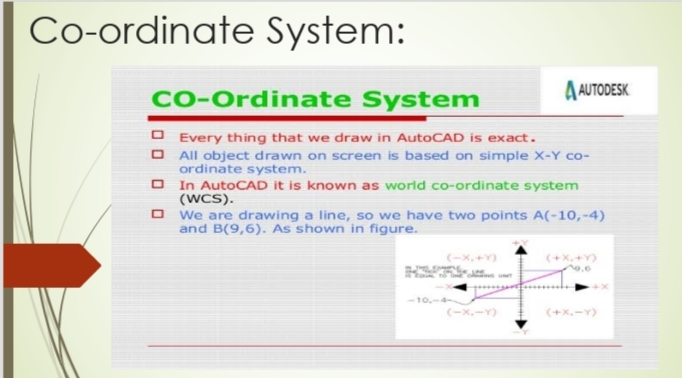 Co-ordinate System:
AUTODESK
CO-Ordinate System
Every thing that we draw in AutoCAD is exact.
All object drawn on screen is based on simple X-Y co-
ordinate system.
In AutoCAD it is known as world co-ordinate system
(WCS).
We are drawing a line, so we have two points A(-10,-4)
and B(9,6). As shown in figure.
+Y
(-X,+Y) (+X,+Y)
IN THIS EXAMPLE
ONE "TICK" ON THE LINE
IS EQUAL TO ONE DRAWING UNIT
9,6
-X +X
-10,-4
(-X,-Y) (+X,-Y)
-Y